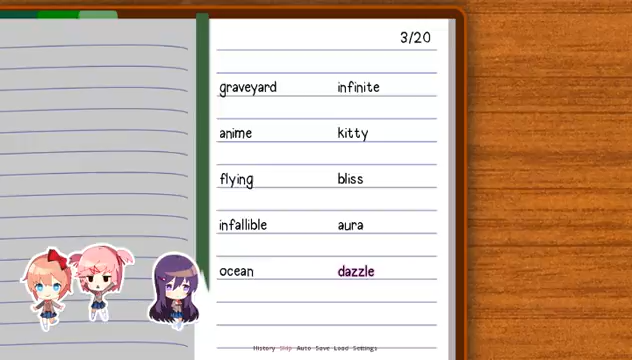 3/20
graveyard infinite
anime kitty
flying bliss
infallible aura
ocean dazzle
History Skip Auto Save Load Settings